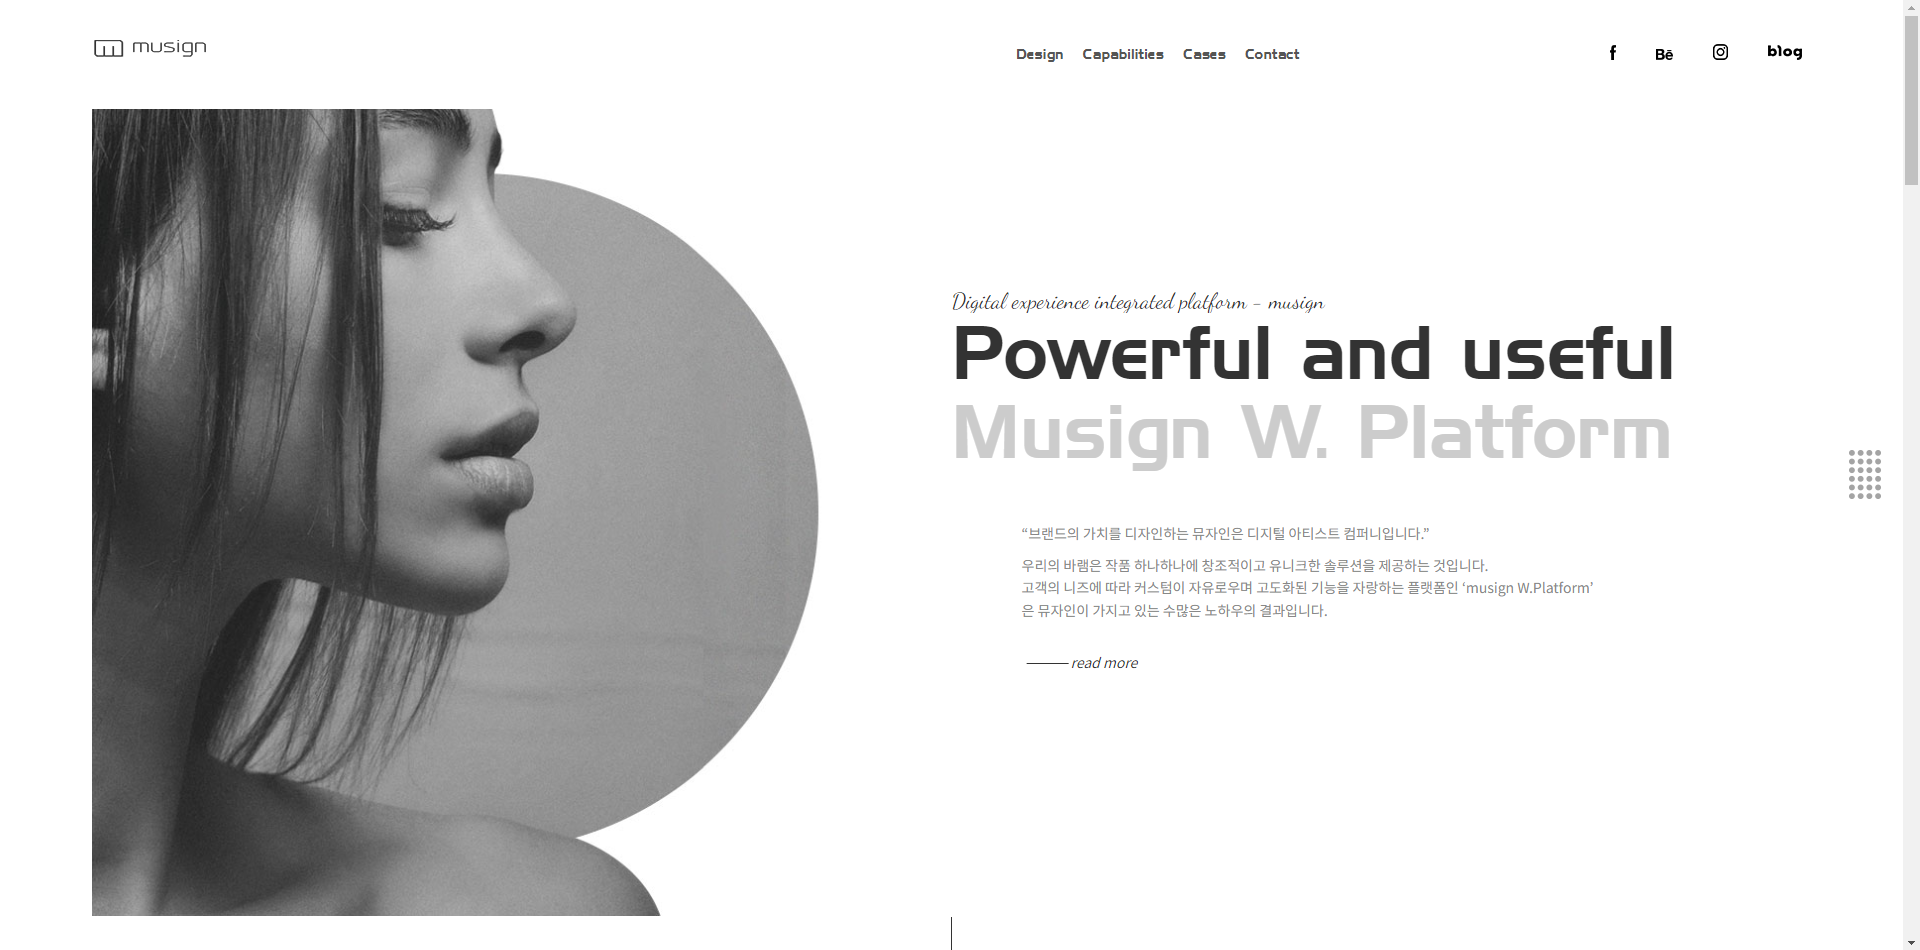 musign
Design Capabilities Cases Contact
f Bē blog
Digital experience integrated platform - musign
Powerful and useful
Musign W. Platform
“브랜드의 가치를 디자인하는 뮤자인은 디지털 아티스트 컴퍼니입니다.”
우리의 바램은 작품 하나하나에 창조적이고 유니크한 솔루션을 제공하는 것입니다.
고객의 니즈에 따라 커스텀이 자유로우며 고도화된 기능을 자랑하는 플랫폼인 ‘musign W.Platform’
은 뮤자인이 가지고 있는 수많은 노하우의 결과입니다.
read more